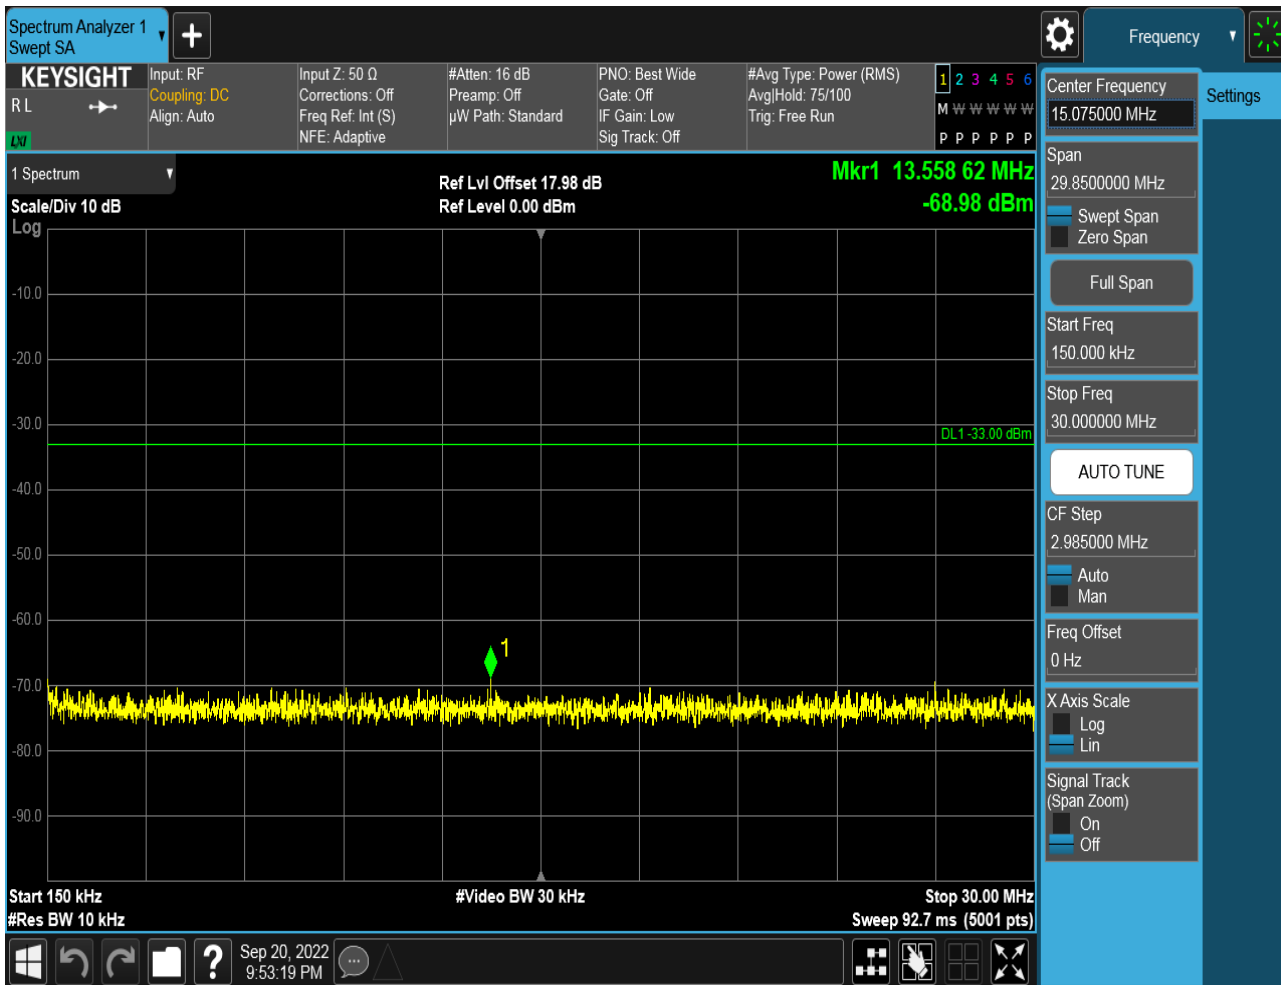 Spectrum Analyzer 1
Swept SA
Frequency
KEYSIGHT
R L
LXI
Input: RF
Coupling: DC
Align: Auto
Input Z: 50 Ω
Corrections: Off
Freq Ref: Int (S)
NFE: Adaptive
#Atten: 16 dB
Preamp: Off
µW Path: Standard
PNO: Best Wide
Gate: Off
IF Gain: Low
Sig Track: Off
#Avg Type: Power (RMS)
Avg|Hold: 75/100
Trig: Free Run
1 2 3 4 5 6
M W W W W W
P P P P P P
1 Spectrum
Scale/Div 10 dB
Log
Ref Lvl Offset 17.98 dB
Ref Level 0.00 dBm
Mkr1 13.558 62 MHz
-68.98 dBm
-10.0
-20.0
-30.0
DL1 -33.00 dBm
-40.0
-50.0
-60.0
1
-70.0
-80.0
-90.0
Start 150 kHz
#Video BW 30 kHz
Stop 30.00 MHz
#Res BW 10 kHz
Sweep 92.7 ms (5001 pts)
Center Frequency
15.075000 MHz
Settings
Span
29.8500000 MHz
Swept Span
Zero Span
Full Span
Start Freq
150.000 kHz
Stop Freq
30.000000 MHz
AUTO TUNE
CF Step
2.985000 MHz
Auto
Man
Freq Offset
0 Hz
X Axis Scale
Log
Lin
Signal Track
(Span Zoom)
On
Off
?
Sep 20, 2022
9:53:19 PM